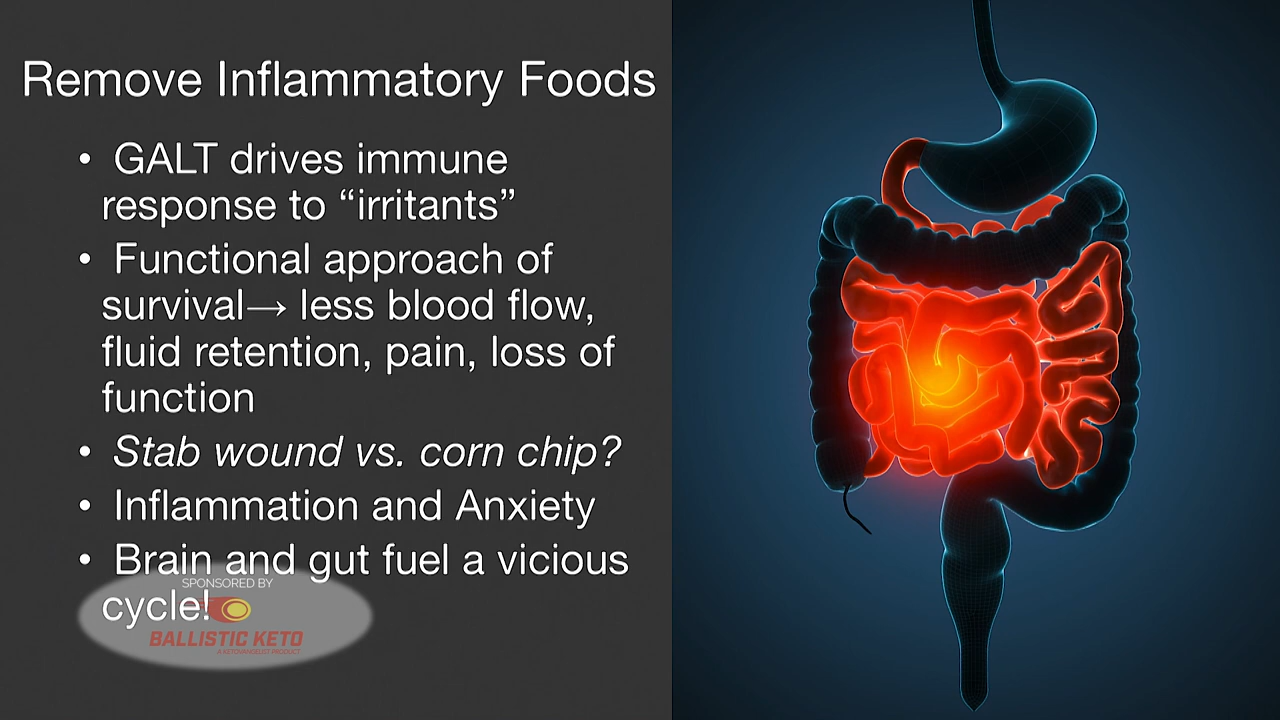 Remove Inflammatory Foods
• GALT drives immune
response to “irritants”
• Functional approach of
survival→ less blood flow,
fluid retention, pain, loss of
function
• Stab wound vs. corn chip?
• Inflammation and Anxiety
• Brain and gut fuel a vicious
cycle!
SPONSORED BY
BALLISTIC KETO
A KETOVANGELIST PRODUCT